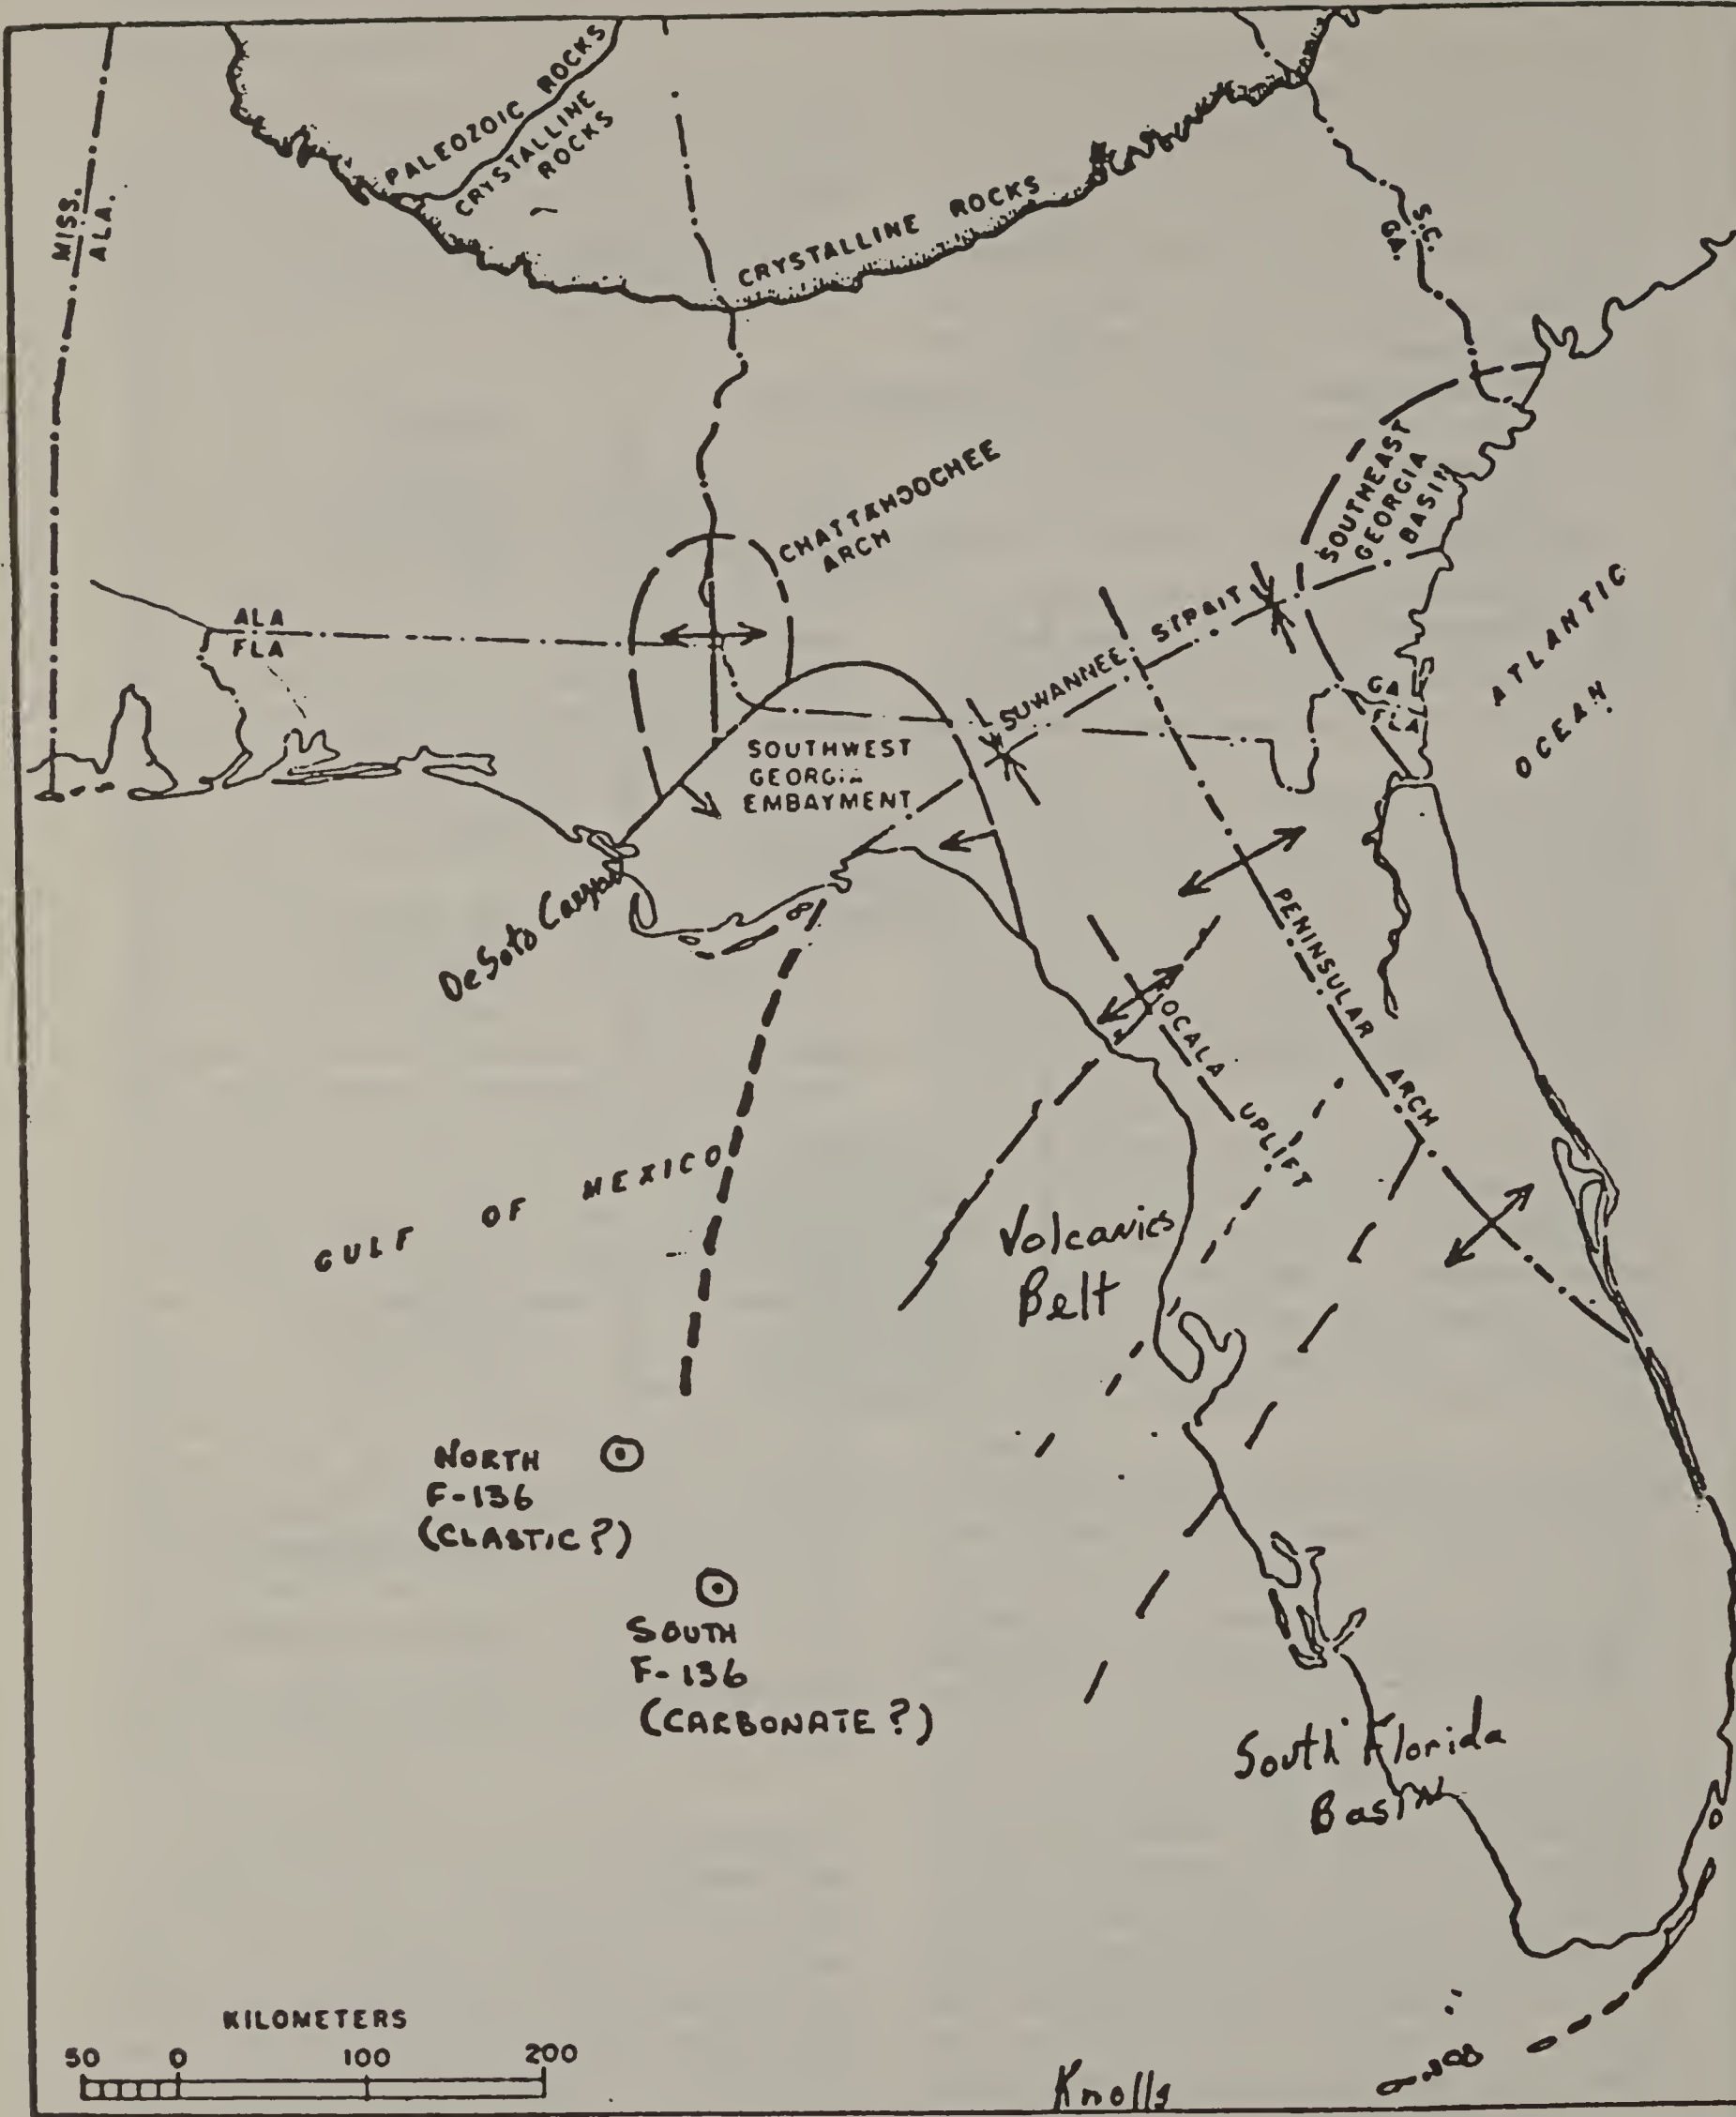 PALEOZOIC ROCKS
CRYSTALLINE
ROCKS
MISS.
ALA.
CRYSTALLINE ROCKS
S.C.
GA.
CHATTAHOOCHEE
ARCH
SOUTHEAST
GEORGIA
BASIN
ALA
FLA
SUWANNEE STRAIT
GA
FLA
ATLANTIC
OCEAN
SOUTHWEST
GEORGIA
EMBAYMENT
DeSoto Canyon
PENINSULAR ARCH
OCALA UPLIFT
GULF OF MEXICO
Volcanics
Belt
NORTH
F-136
(CLASTIC?)
SOUTH
F-136
(CARBONATE?)
South Florida
Basin
KILOMETERS
50 0 100 200
Knolls